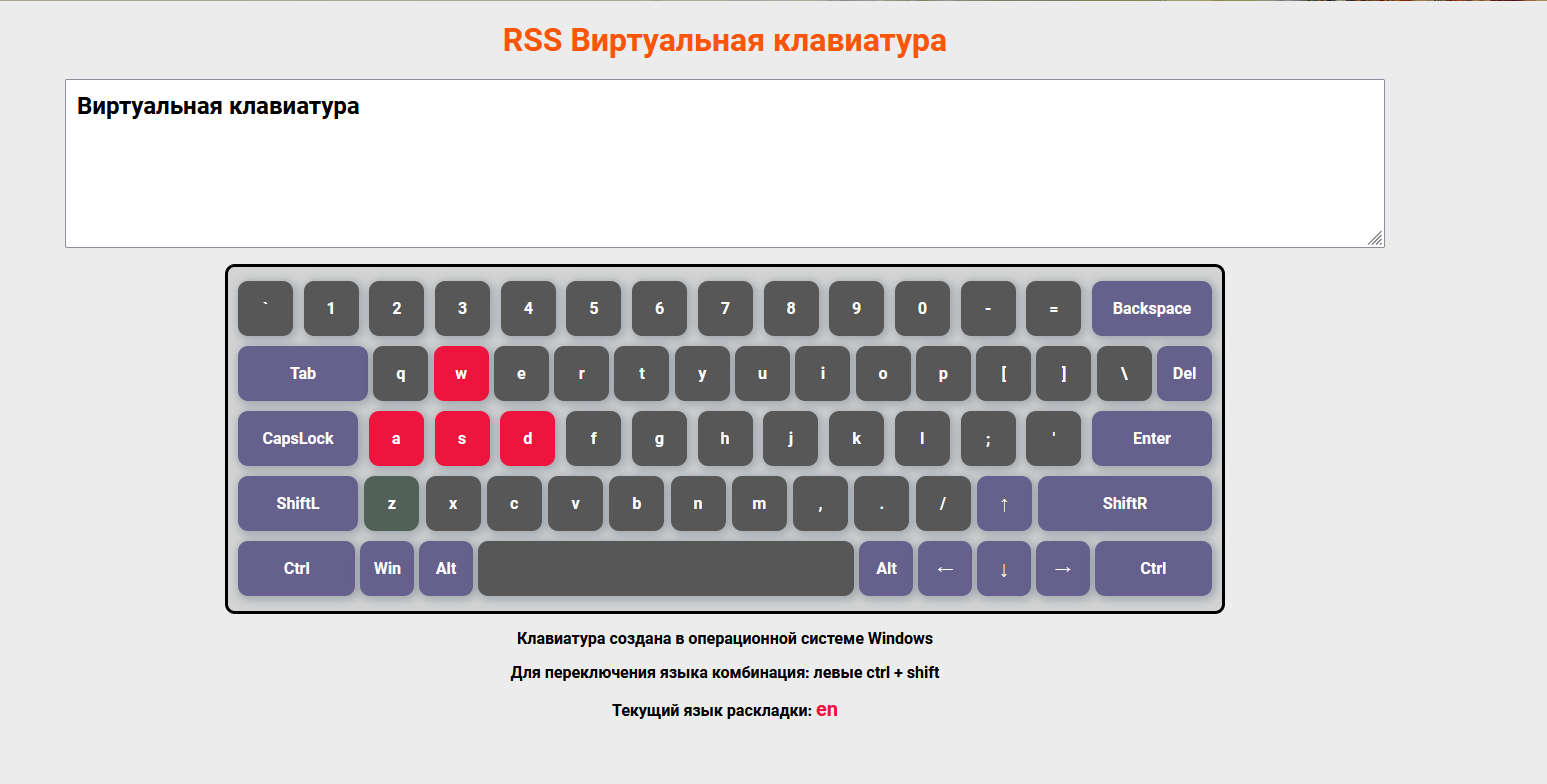 RSS Виртуальная клавиатура
Виртуальная клавиатура
` 1 2 3 4 5 6 7 8 9 0 - = Backspace
Tab q w e r t y u i o p [ ] \ Del
CapsLock a s d f g h j k l ; ' Enter
ShiftL z x c v b n m , . / ↑ ShiftR
Ctrl Win Alt Alt ← ↓ → Ctrl
Клавиатура создана в операционной системе Windows
Для переключения языка комбинация: левые ctrl + shift
Текущий язык раскладки: en